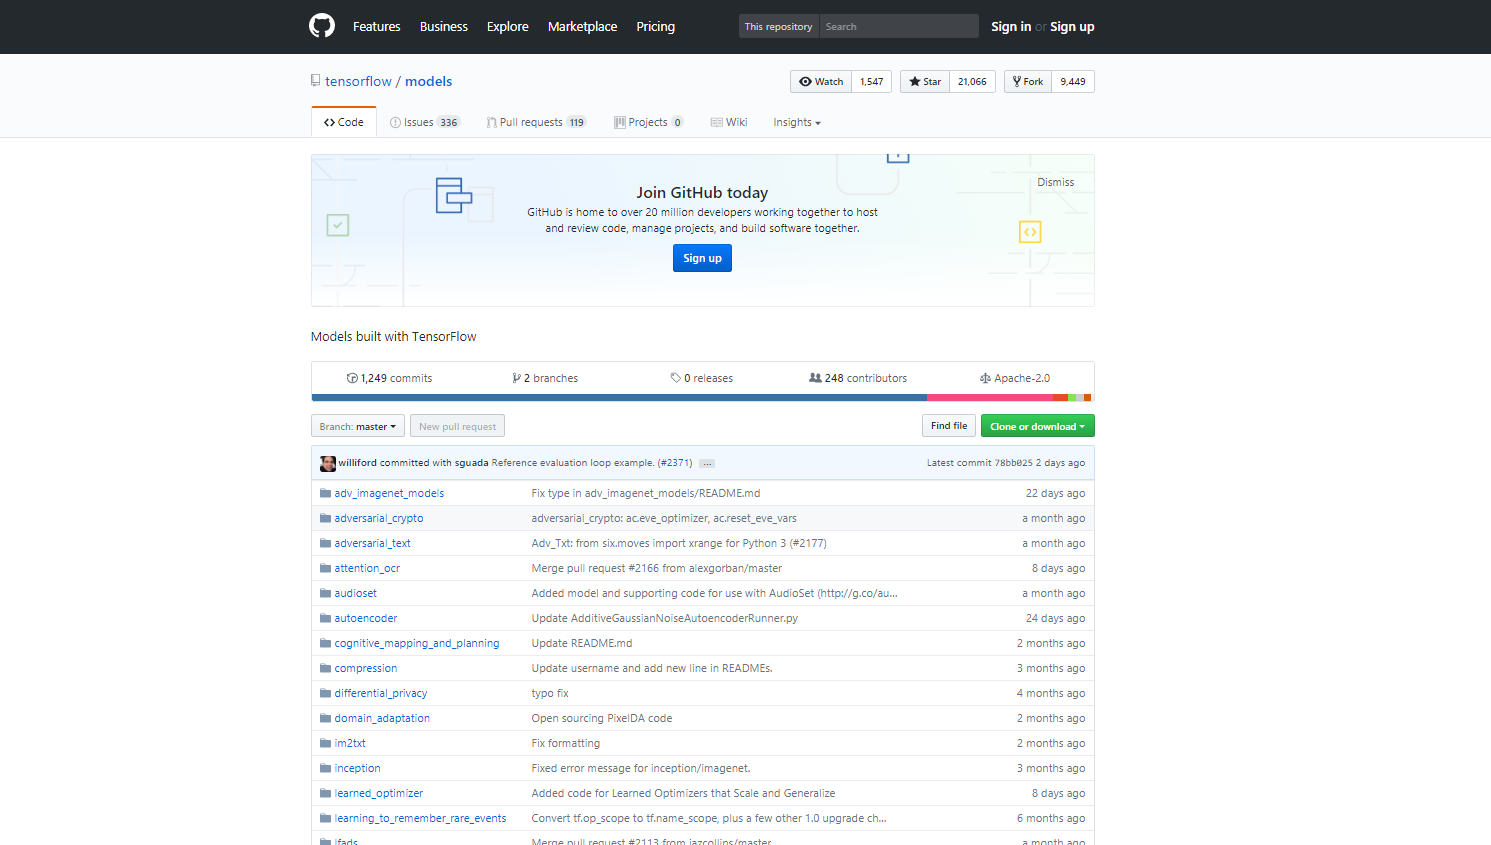 Features Business Explore Marketplace Pricing This repository Search Sign in or Sign up
tensorflow / models Watch 1,547 Star 21,066 Fork 9,449
Code Issues 336 Pull requests 119 Projects 0 Wiki Insights
Dismiss
Join GitHub today
GitHub is home to over 20 million developers working together to host
and review code, manage projects, and build software together.
Sign up
Models built with TensorFlow
1,249 commits 2 branches 0 releases 248 contributors Apache-2.0
Branch: master New pull request Find file Clone or download
williford committed with sguada Reference evaluation loop example. (#2371) ... Latest commit 78bb025 2 days ago
adv_imagenet_models Fix type in adv_imagenet_models/README.md 22 days ago
adversarial_crypto adversarial_crypto: ac.eve_optimizer, ac.reset_eve_vars a month ago
adversarial_text Adv_Txt: from six.moves import xrange for Python 3 (#2177) a month ago
attention_ocr Merge pull request #2166 from alexgorban/master 8 days ago
audioset Added model and supporting code for use with AudioSet (http://g.co/au... a month ago
autoencoder Update AdditiveGaussianNoiseAutoencoderRunner.py 24 days ago
cognitive_mapping_and_planning Update README.md 2 months ago
compression Update username and add new line in READMEs. 3 months ago
differential_privacy typo fix 4 months ago
domain_adaptation Open sourcing PixelDA code 2 months ago
im2txt Fix formatting 2 months ago
inception Fixed error message for inception/imagenet. 3 months ago
learned_optimizer Added code for Learned Optimizers that Scale and Generalize 8 days ago
learning_to_remember_rare_events Convert tf.op_scope to tf.name_scope, plus a few other 1.0 upgrade ch... 6 months ago
lfads Merge pull request #2113 from jazcollins/master a month ago